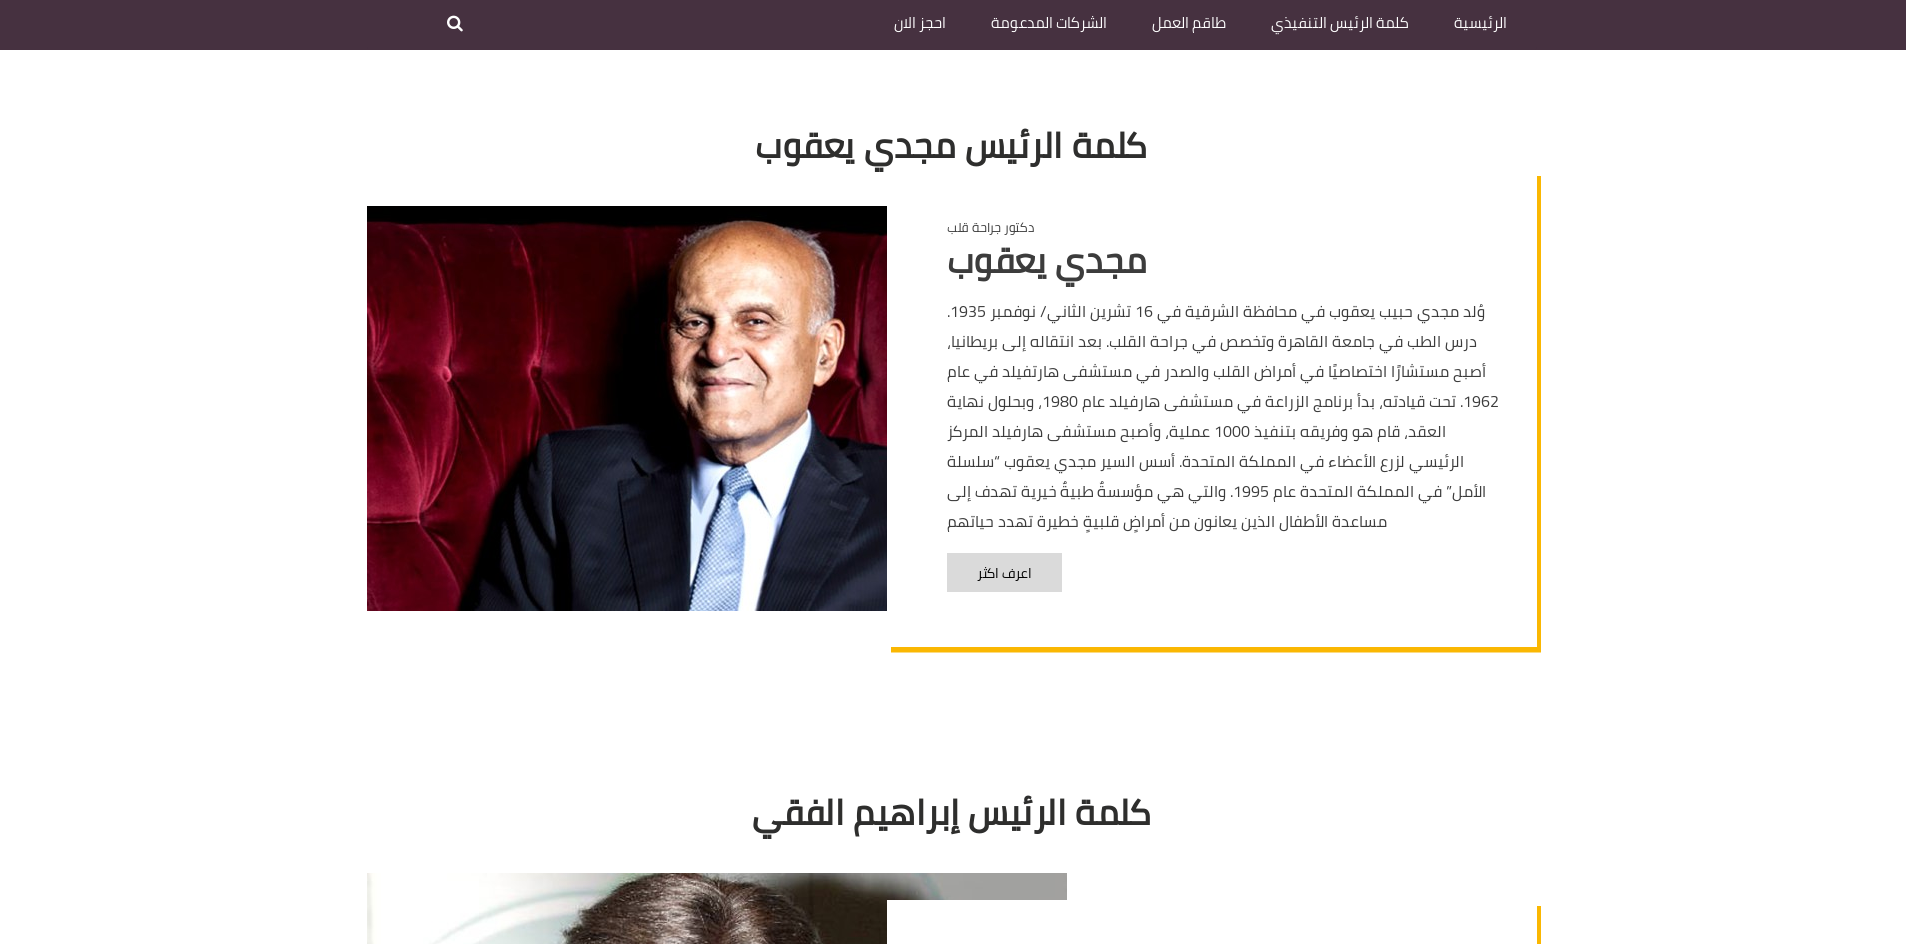 الرئيسية
كلمة الرئيس التنفيذي
طاقم العمل
الشركات المدعومة
احجز الان
كلمة الرئيس مجدي يعقوب
دكتور جراحة قلب
مجدي يعقوب
وُلد مجدي حبيب يعقوب في محافظة الشرقية في 16 تشرين الثاني/ نوفمبر 1935.
درس الطب في جامعة القاهرة وتخصص في جراحة القلب. بعد انتقاله إلى بريطانيا،
أصبح مستشارًا اختصاصيًا في أمراض القلب والصدر في مستشفى هارتفيلد في عام
1962. تحت قيادته، بدأ برنامج الزراعة في مستشفى هارفيلد عام 1980، وبحلول نهاية
العقد، قام هو وفريقه بتنفيذ 1000 عملية، وأصبح مستشفى هارفيلد المركز
الرئيسي لزرع الأعضاء في المملكة المتحدة. أسس السير مجدي يعقوب “سلسلة
الأمل” في المملكة المتحدة عام 1995. والتي هي مؤسسةُ طبيةُ خيرية تهدف إلى
مساعدة الأطفال الذين يعانون من أمراضٍ قلبيةٍ خطيرة تهدد حياتهم
اعرف اكثر
كلمة الرئيس إبراهيم الفقي